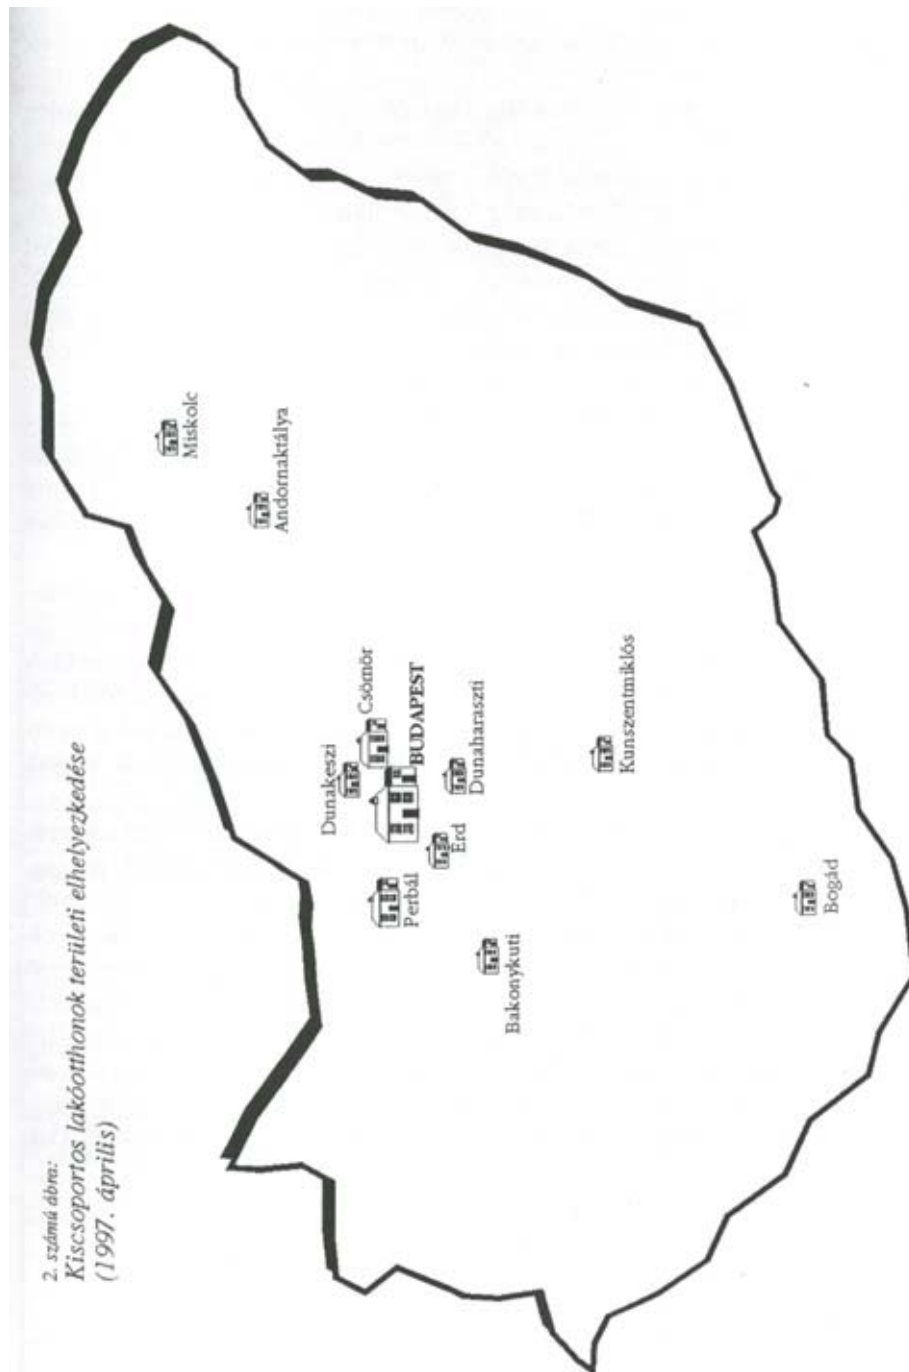 2. számú ábra:
Kiscsoportos lakóotthonok területi elhelyezkedése
(1997. április)
Miskolc
Andornaktálya
Dunakeszi
Csömör
BUDAPEST
Perbál
Érd
Dunaharaszti
Bakonykuti
Kunszentmiklós
Bogád